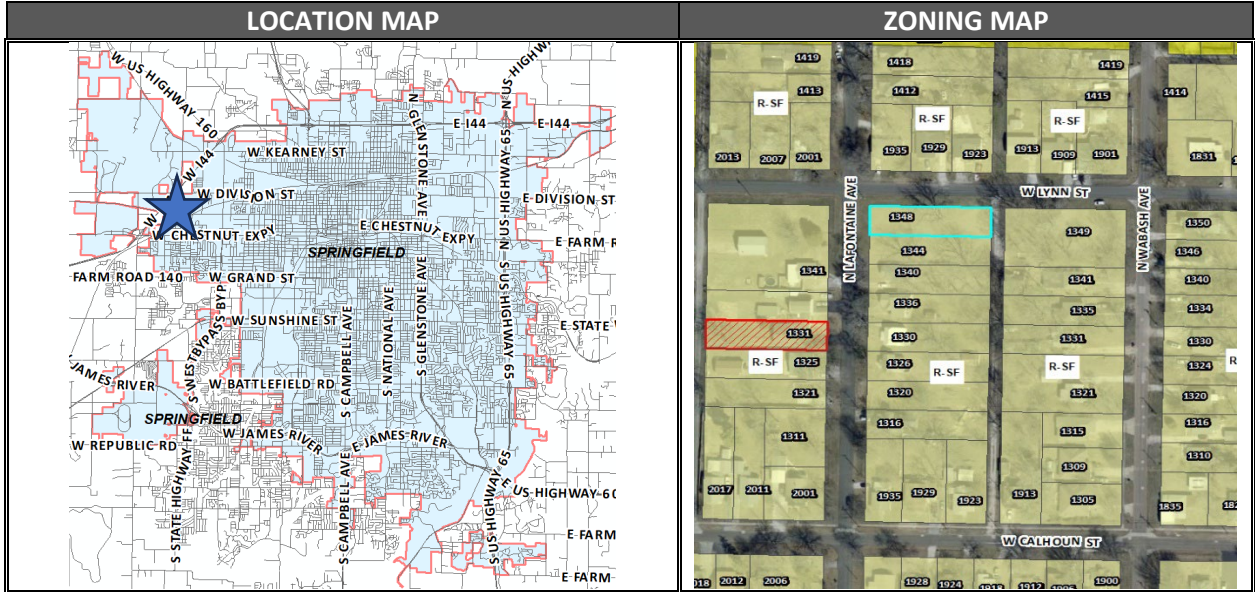 LOCATION MAP
ZONING MAP
W US HIGHWAY 160
N US HIGHWAY 65
W I44
E I44
E I44
N GLENSTONE AVE
W KEARNEY ST
W DIVISION ST
E DIVISION ST
W CHESTNUT EXPY
E CHESTNUT EXPY
SPRINGFIELD
E FARM R
FARM ROAD 140
W GRAND ST
S WEST BYP
W SUNSHINE ST
E STATE
S CAMPBELL AVE
S NATIONAL AVE
S GLENSTONE AVE
S US HIGHWAY 65
JAMES RIVER
W BATTLEFIELD RD
SPRINGFIELD
W REPUBLIC RD
W JAMES RIVER
E JAMES RIVER
S STATE HIGHWAY FF
S CAMPBELL AVE
S US HIGHWAY 65
E US HIGHWAY 60
E FARM
E FARM
1419
1418
1419
1413
1412
1415
1414
R-SF
R-SF
R-SF
2013
2007
2001
1935
1929
1923
1913
1909
1901
1831
W LYNN ST
N LAFONTAINE AVE
N WABASH AVE
1348
1349
1350
1344
1346
1341
1340
1341
1340
1336
1335
1334
1331
1330
1331
1330
R-SF
1325
1326
R-SF
R-SF
R
1324
1321
1320
1321
1320
1316
1316
1311
1315
1310
1309
2017
2011
2001
1935
1929
1923
1913
1305
1835
182
W CALHOUN ST
018
2012
2006
1928
1924
1918
1912
1906
1900